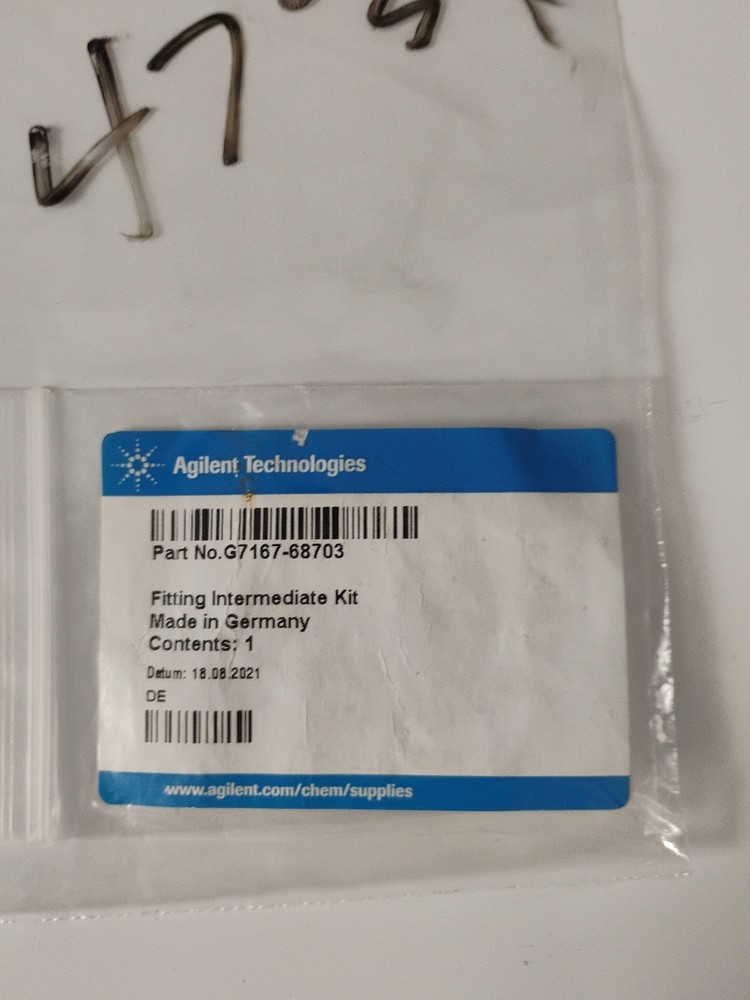 47
Agilent Technologies
Part No.G7167-68703
Fitting Intermediate Kit
Made in Germany
Contents: 1
Datum: 18.08.2021
DE
www.agilent.com/chem/supplies